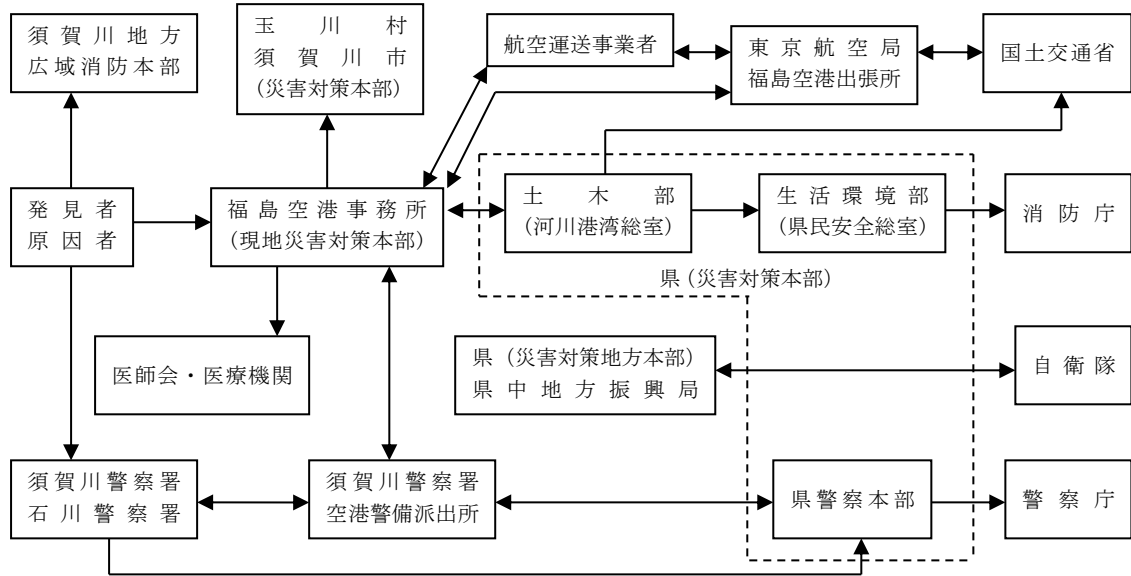 須賀川地方
広域消防本部
玉川村
須賀川市
(災害対策本部)
航空運送事業者
東京航空局
福島空港出張所
国土交通省
発見者
原因者
福島空港事務所
(現地災害対策本部)
土木部
(河川港湾総室)
生活環境部
(県民安全総室)
消防庁
県(災害対策本部)
医師会・医療機関
県(災害対策地方本部)
県中地方振興局
自衛隊
須賀川警察署
石川警察署
須賀川警察署
空港警備派出所
県警察本部
警察庁